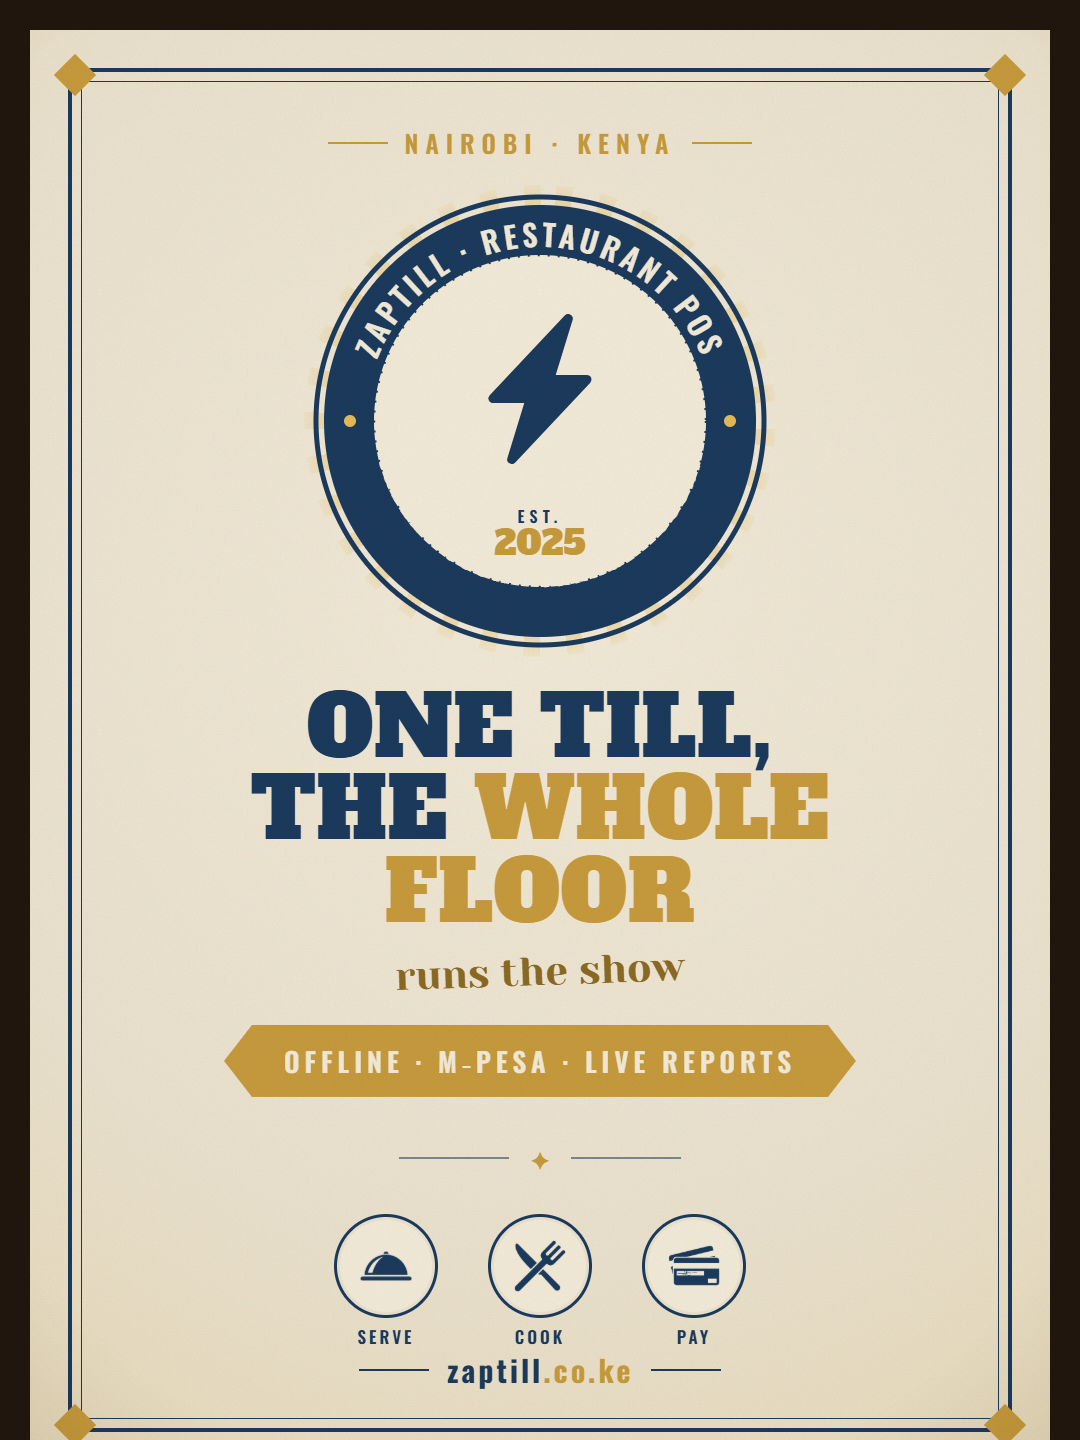 NAIROBI · KENYA
ZAPTILL · RESTAURANT POS
EST.
2025
ONE TILL,
THE WHOLE
FLOOR
runs the show
OFFLINE · M-PESA · LIVE REPORTS
SERVE COOK PAY
zaptill.co.ke